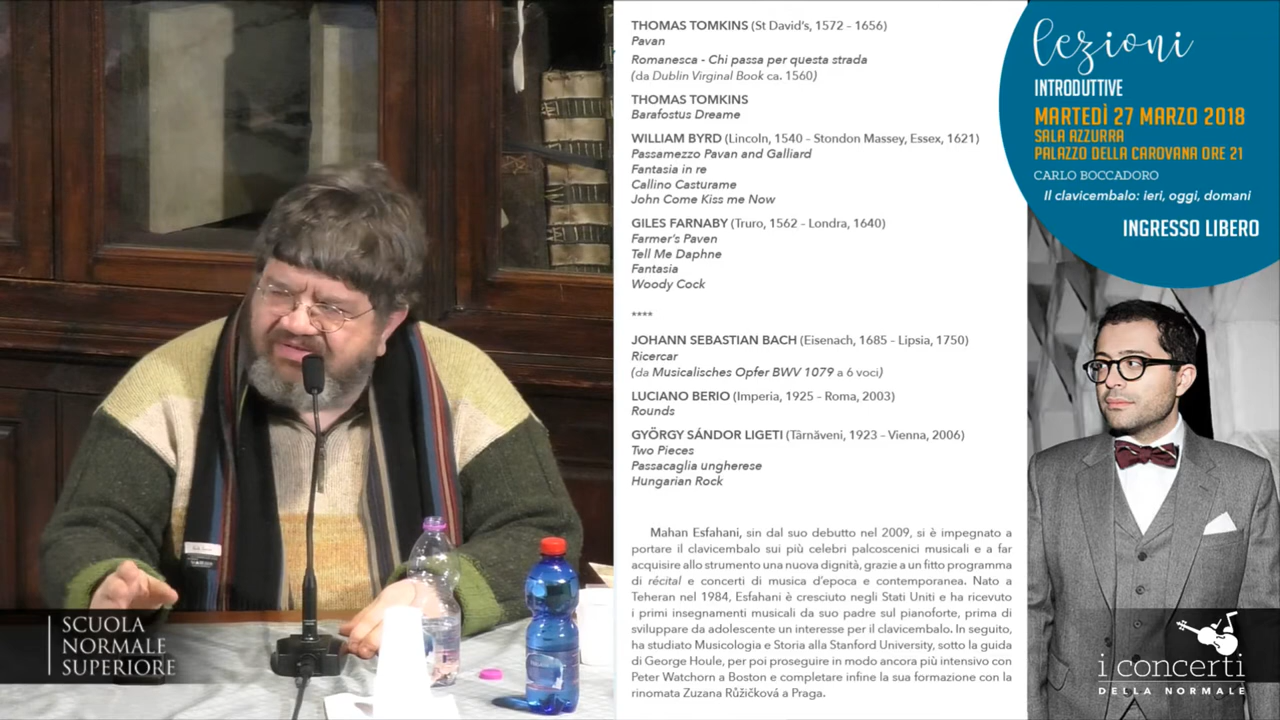 THOMAS TOMKINS (St David's, 1572 – 1656)
Pavan
Romanesca - Chi passa per questa strada
(da Dublin Virginal Book ca. 1560)
THOMAS TOMKINS
Barafostus Dreame
WILLIAM BYRD (Lincoln, 1540 – Stondon Massey, Essex, 1621)
Passamezzo Pavan and Galliard
Fantasia in re
Callino Casturame
John Come Kiss me Now
GILES FARNABY (Truro, 1562 – Londra, 1640)
Farmer's Paven
Tell Me Daphne
Fantasia
Woody Cock
****
JOHANN SEBASTIAN BACH (Eisenach, 1685 – Lipsia, 1750)
Ricercar
(da Musicalisches Opfer BWV 1079 a 6 voci)
LUCIANO BERIO (Imperia, 1925 – Roma, 2003)
Rounds
GYÖRGY SÁNDOR LIGETI (Târnăveni, 1923 – Vienna, 2006)
Two Pieces
Passacaglia ungherese
Hungarian Rock
Mahan Esfahani, sin dal suo debutto nel 2009, si è impegnato a
portare il clavicembalo sui più celebri palcoscenici musicali e a far
acquisire allo strumento una nuova dignità, grazie a un fitto programma
di récital e concerti di musica d'epoca e contemporanea. Nato a
Teheran nel 1984, Esfahani è cresciuto negli Stati Uniti e ha ricevuto
i primi insegnamenti musicali da suo padre sul pianoforte, prima di
sviluppare da adolescente un interesse per il clavicembalo. In seguito,
ha studiato Musicologia e Storia alla Stanford University, sotto la guida
di George Houle, per poi proseguire in modo ancora più intensivo con
Peter Watchorn a Boston e completare infine la sua formazione con la
rinomata Zuzana Růžičková a Praga.
lezioni
INTRODUTTIVE
MARTEDÌ 27 MARZO 2018
SALA AZZURRA
PALAZZO DELLA CAROVANA ORE 21
CARLO BOCCADORO
Il clavicembalo: ieri, oggi, domani
INGRESSO LIBERO
SCUOLA
NORMALE
SUPERIORE
i concerti
DELLA NORMALE